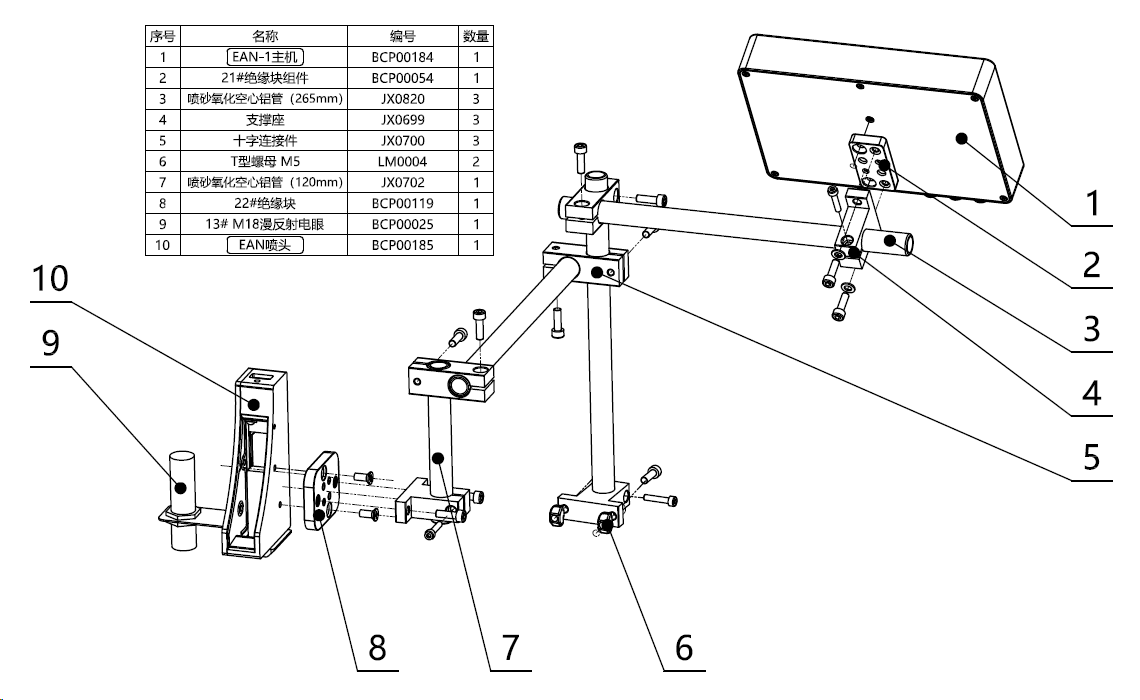 序号 名称 编号 数量
1 EAN-1主机 BCP00184 1
2 21#绝缘块组件 BCP00054 1
3 喷砂氧化空心铝管（265mm） JX0820 3
4 支撑座 JX0699 3
5 十字连接件 JX0700 3
6 T型螺母 M5 LM0004 2
7 喷砂氧化空心铝管（120mm） JX0702 1
8 22#绝缘块 BCP00119 1
9 13# M18漫反射电眼 BCP00025 1
10 EAN喷头 BCP00185 1
1
2
3
4
5
10
9
8
7
6